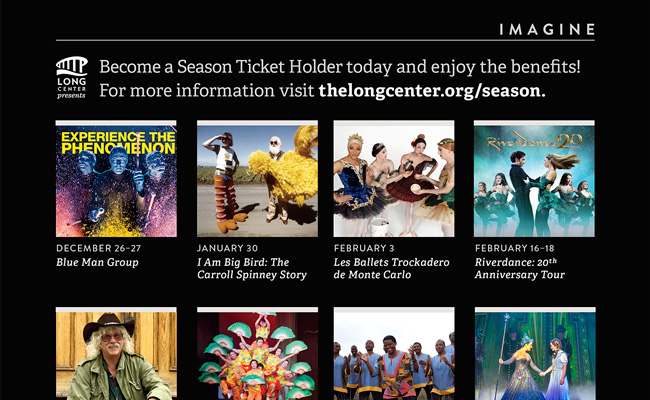 IMAGINE
LONG
CENTER
presents
Become a Season Ticket Holder today and enjoy the benefits!
For more information visit thelongcenter.org/season.
EXPERIENCE THE
PHENOMENON
Riverdance 20
DECEMBER 26–27
Blue Man Group
JANUARY 30
I Am Big Bird: The
Carroll Spinney Story
FEBRUARY 3
Les Ballets Trockadero
de Monte Carlo
FEBRUARY 16–18
Riverdance: 20th
Anniversary Tour